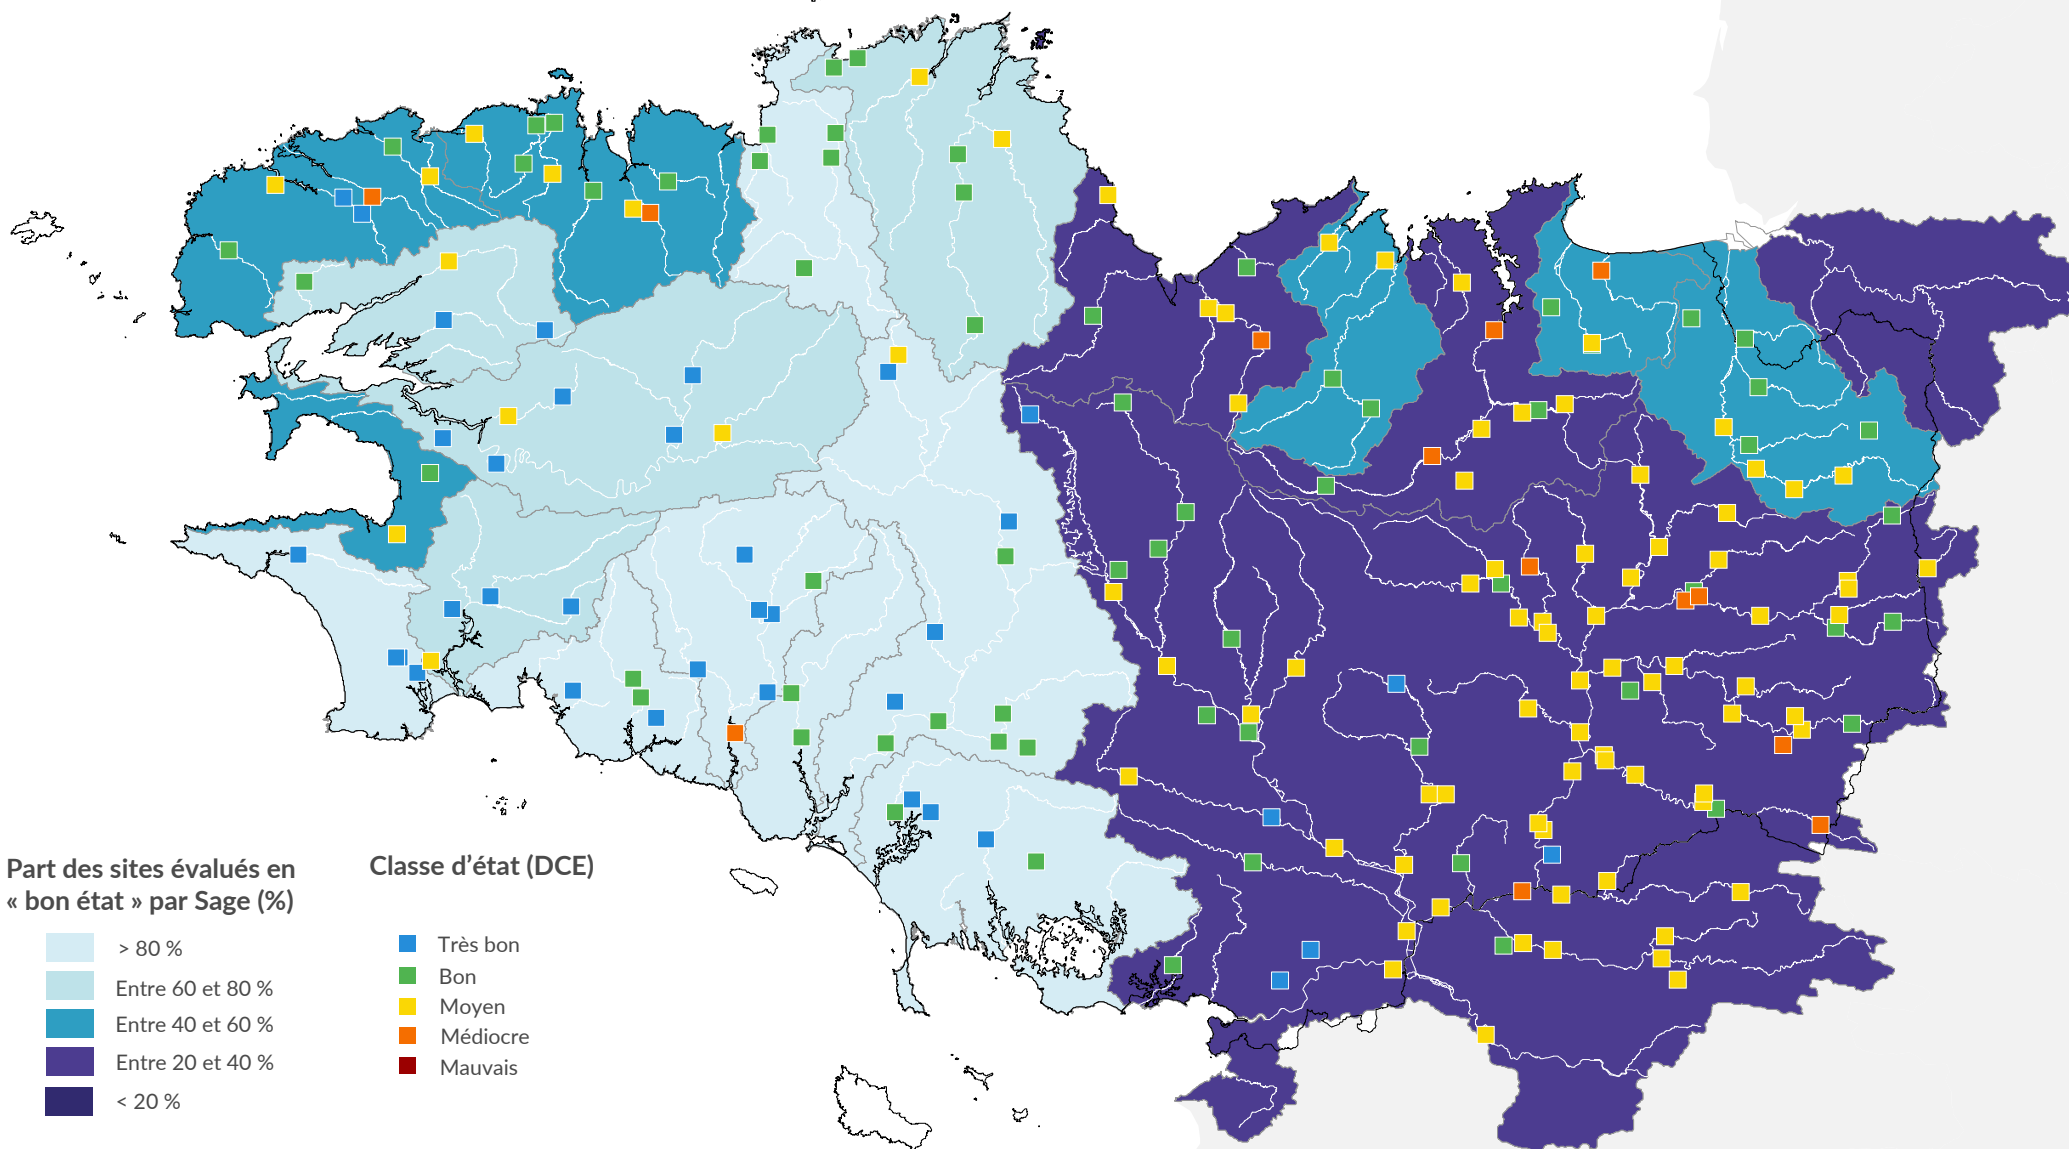 Part des sites évalués en
« bon état » par Sage (%)
> 80 %
Entre 60 et 80 %
Entre 40 et 60 %
Entre 20 et 40 %
< 20 %
Classe d’état (DCE)
Très bon
Bon
Moyen
Médiocre
Mauvais